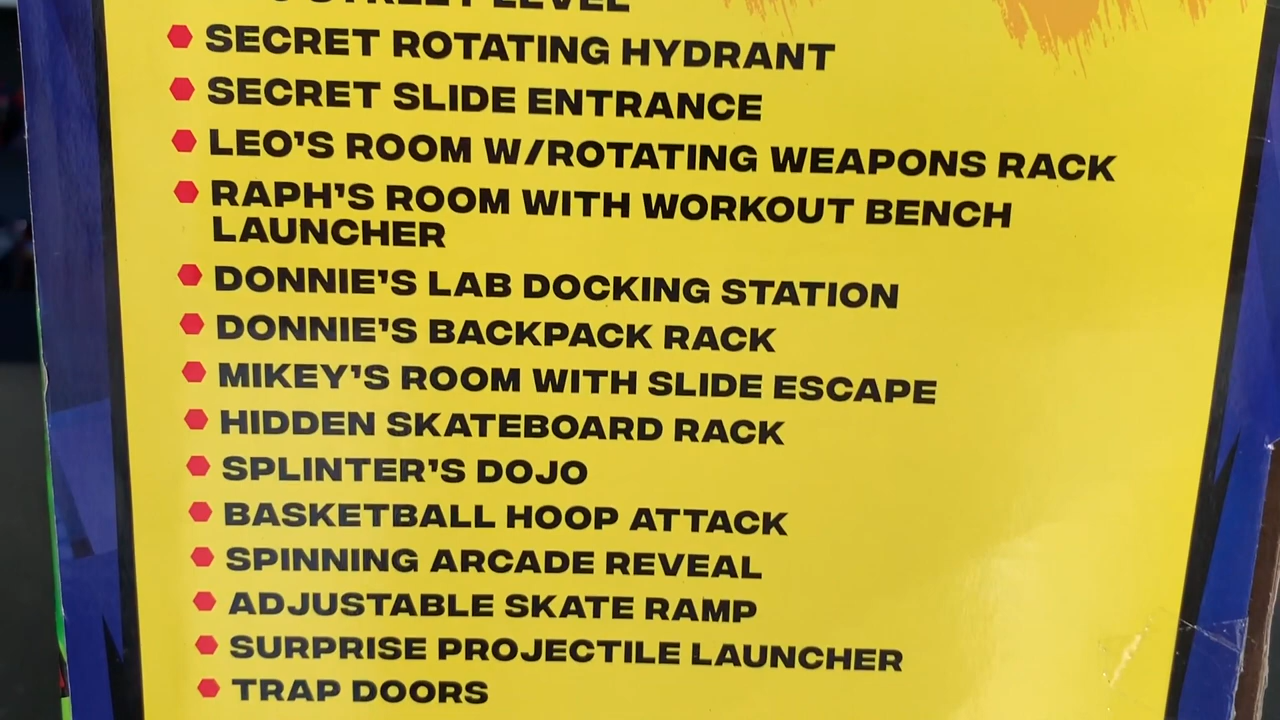 STREET LEVEL
SECRET ROTATING HYDRANT
SECRET SLIDE ENTRANCE
LEO'S ROOM W/ROTATING WEAPONS RACK
RAPH'S ROOM WITH WORKOUT BENCH
LAUNCHER
DONNIE'S LAB DOCKING STATION
DONNIE'S BACKPACK RACK
MIKEY'S ROOM WITH SLIDE ESCAPE
HIDDEN SKATEBOARD RACK
SPLINTER'S DOJO
BASKETBALL HOOP ATTACK
SPINNING ARCADE REVEAL
ADJUSTABLE SKATE RAMP
SURPRISE PROJECTILE LAUNCHER
TRAP DOORS